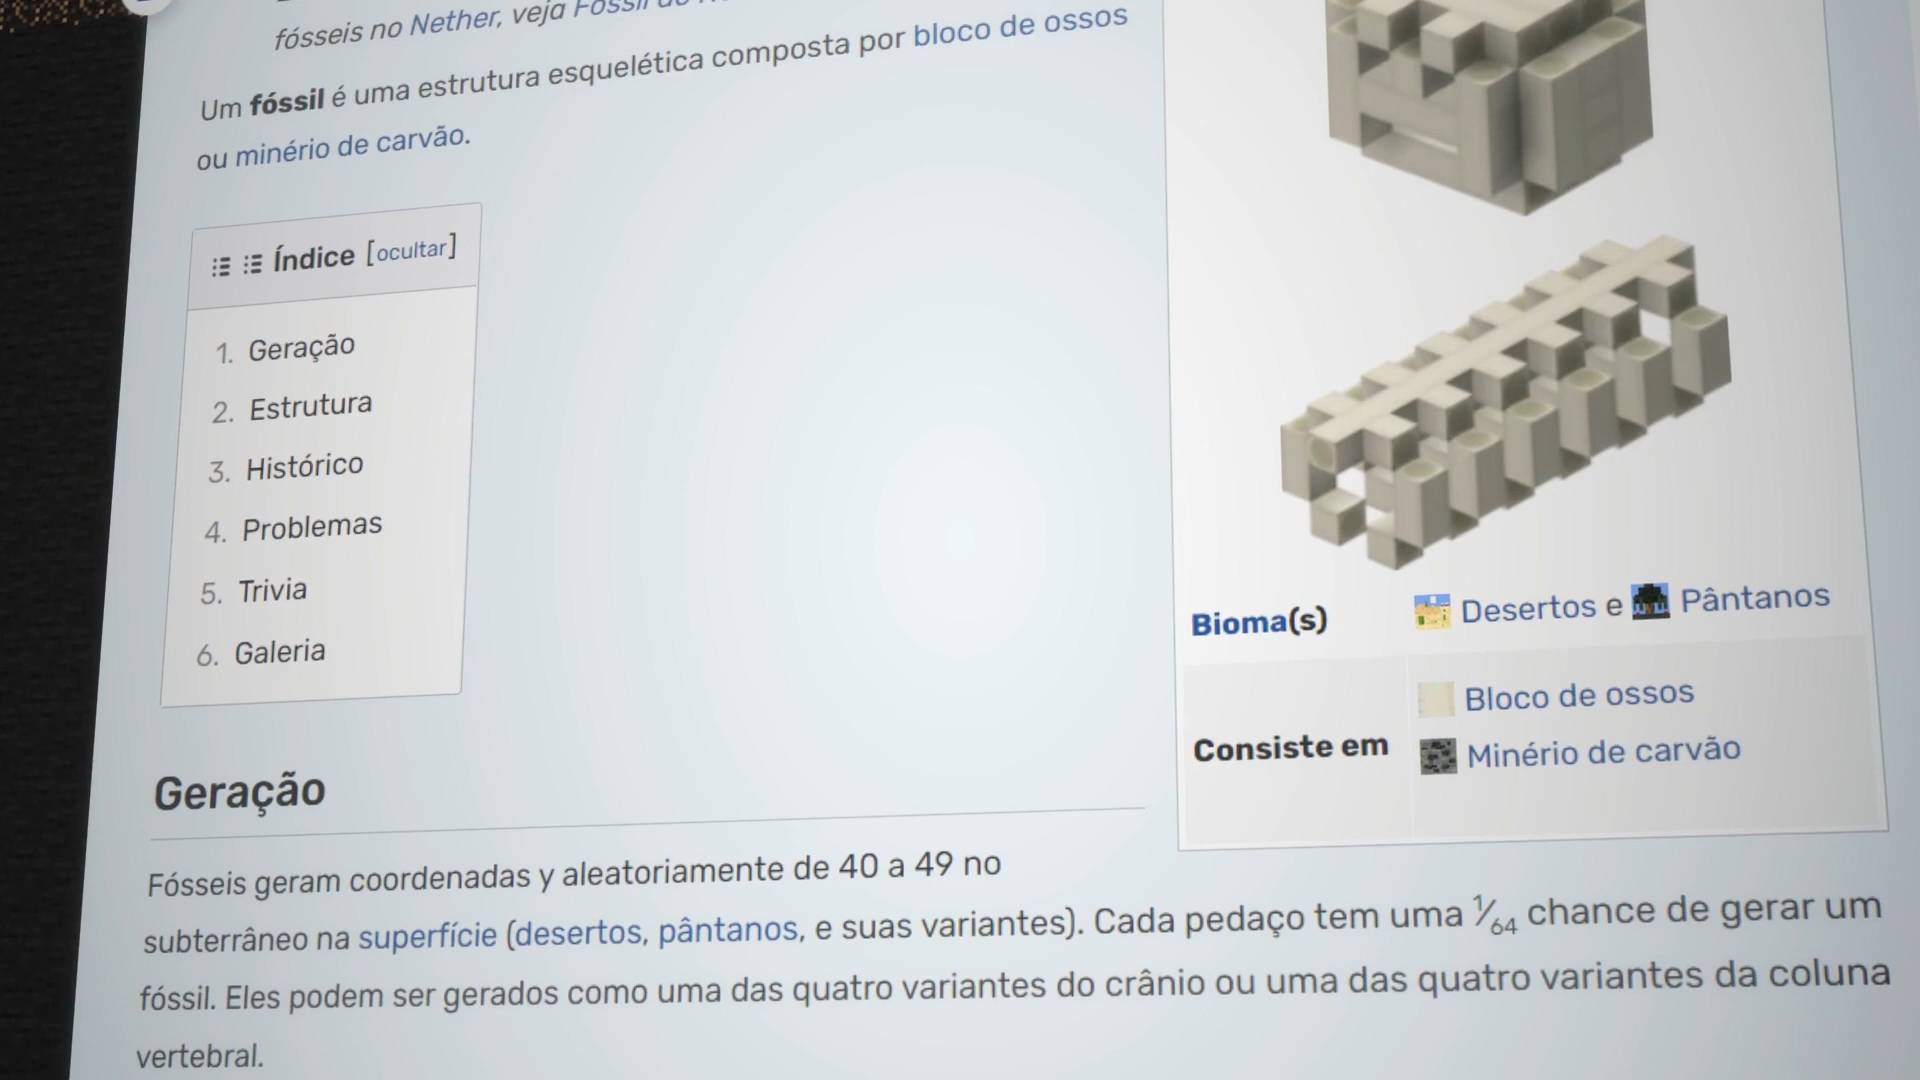 fósseis no Nether, veja Fóssil do
Um fóssil é uma estrutura esquelética composta por bloco de ossos
ou minério de carvão.
Índice [ocultar]
1. Geração
2. Estrutura
3. Histórico
4. Problemas
5. Trivia
6. Galeria
Bioma(s) Desertos e Pântanos
Consiste em Bloco de ossos
Minério de carvão
Geração
Fósseis geram coordenadas y aleatoriamente de 40 a 49 no
subterrâneo na superfície (desertos, pântanos, e suas variantes). Cada pedaço tem uma 1⁄64 chance de gerar um
fóssil. Eles podem ser gerados como uma das quatro variantes do crânio ou uma das quatro variantes da coluna
vertebral.